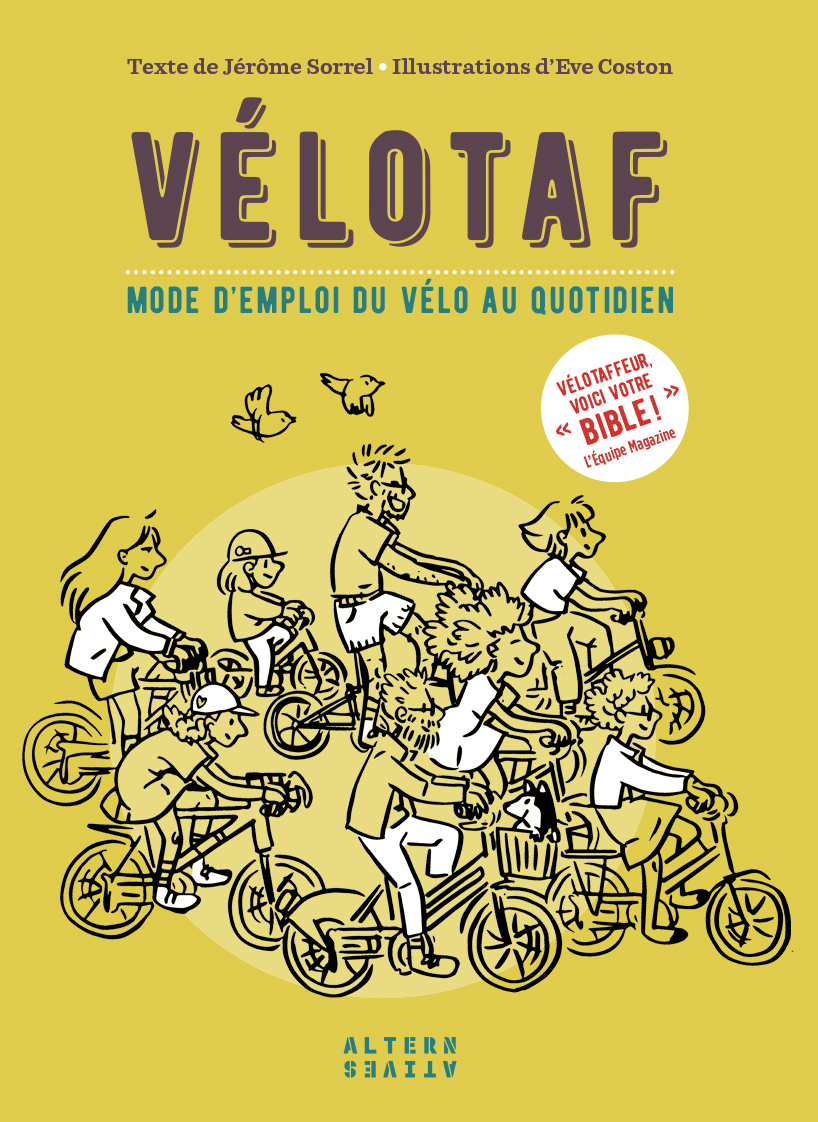 Texte de Jérôme Sorrel • Illustrations d’Eve Coston
VÉLOTAF
MODE D’EMPLOI DU VÉLO AU QUOTIDIEN
VÉLOTAFFEUR,
VOICI VOTRE
« BIBLE ! »
L’Équipe Magazine
ALTERN
ATIVES